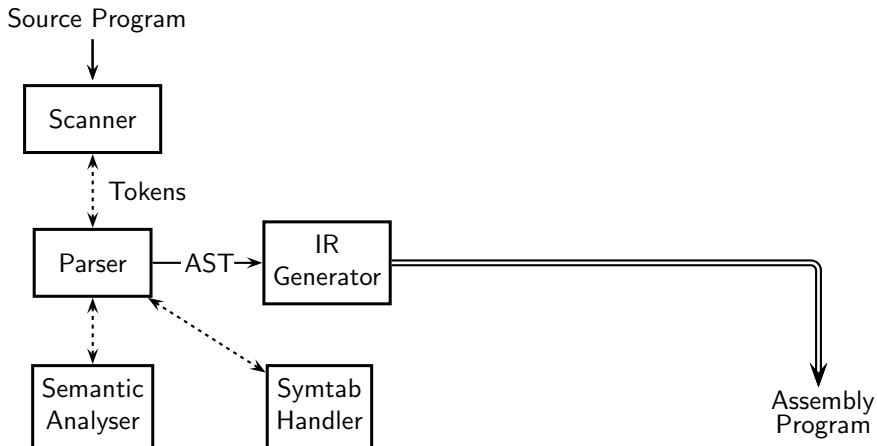 Source Program
Scanner
Tokens
Parser
AST
IR
Generator
Semantic
Analyser
Symtab
Handler
Assembly
Program